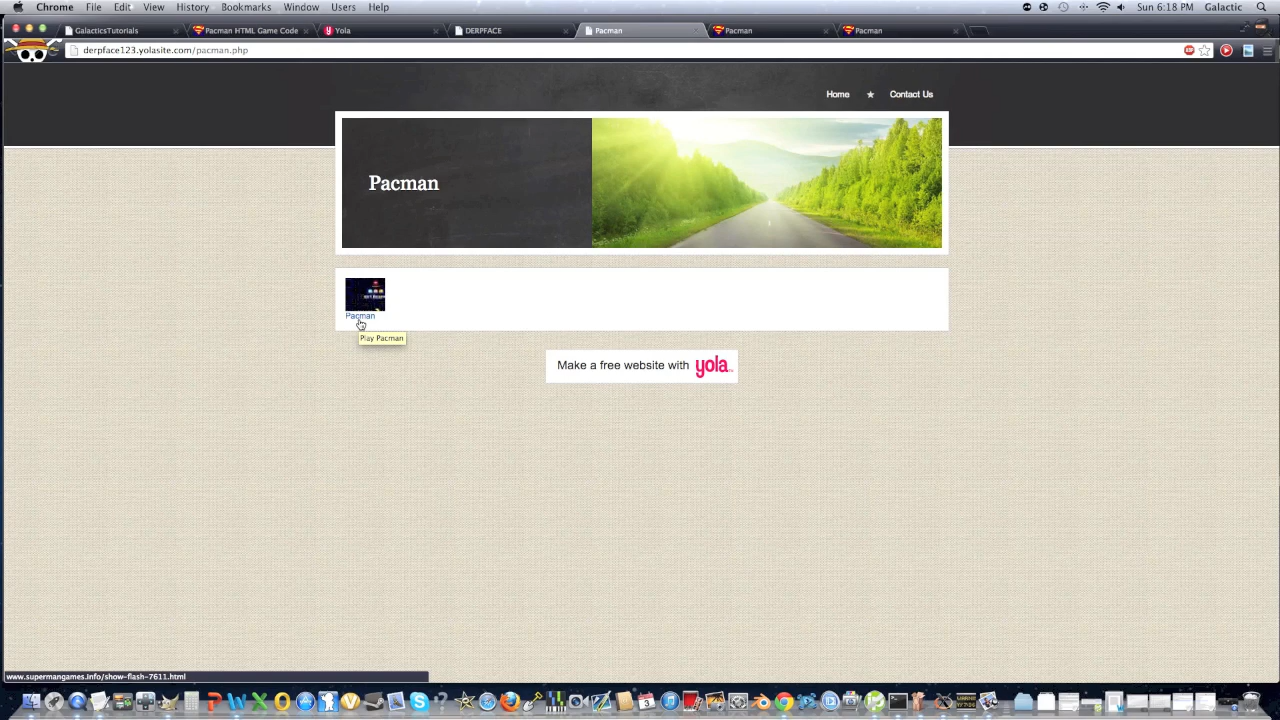 Chrome File Edit View History Bookmarks Window Users Help
Sun 6:18 PM Galactic
GalacticsTutorials
Pacman HTML Game Code
Yola
DERPFACE
Pacman
Pacman
Pacman
derpface123.yolasite.com/pacman.php
Home ★ Contact Us
Pacman
Pacman
Play Pacman
Make a free website with yola
www.supermangames.info/show-flash-7611.html